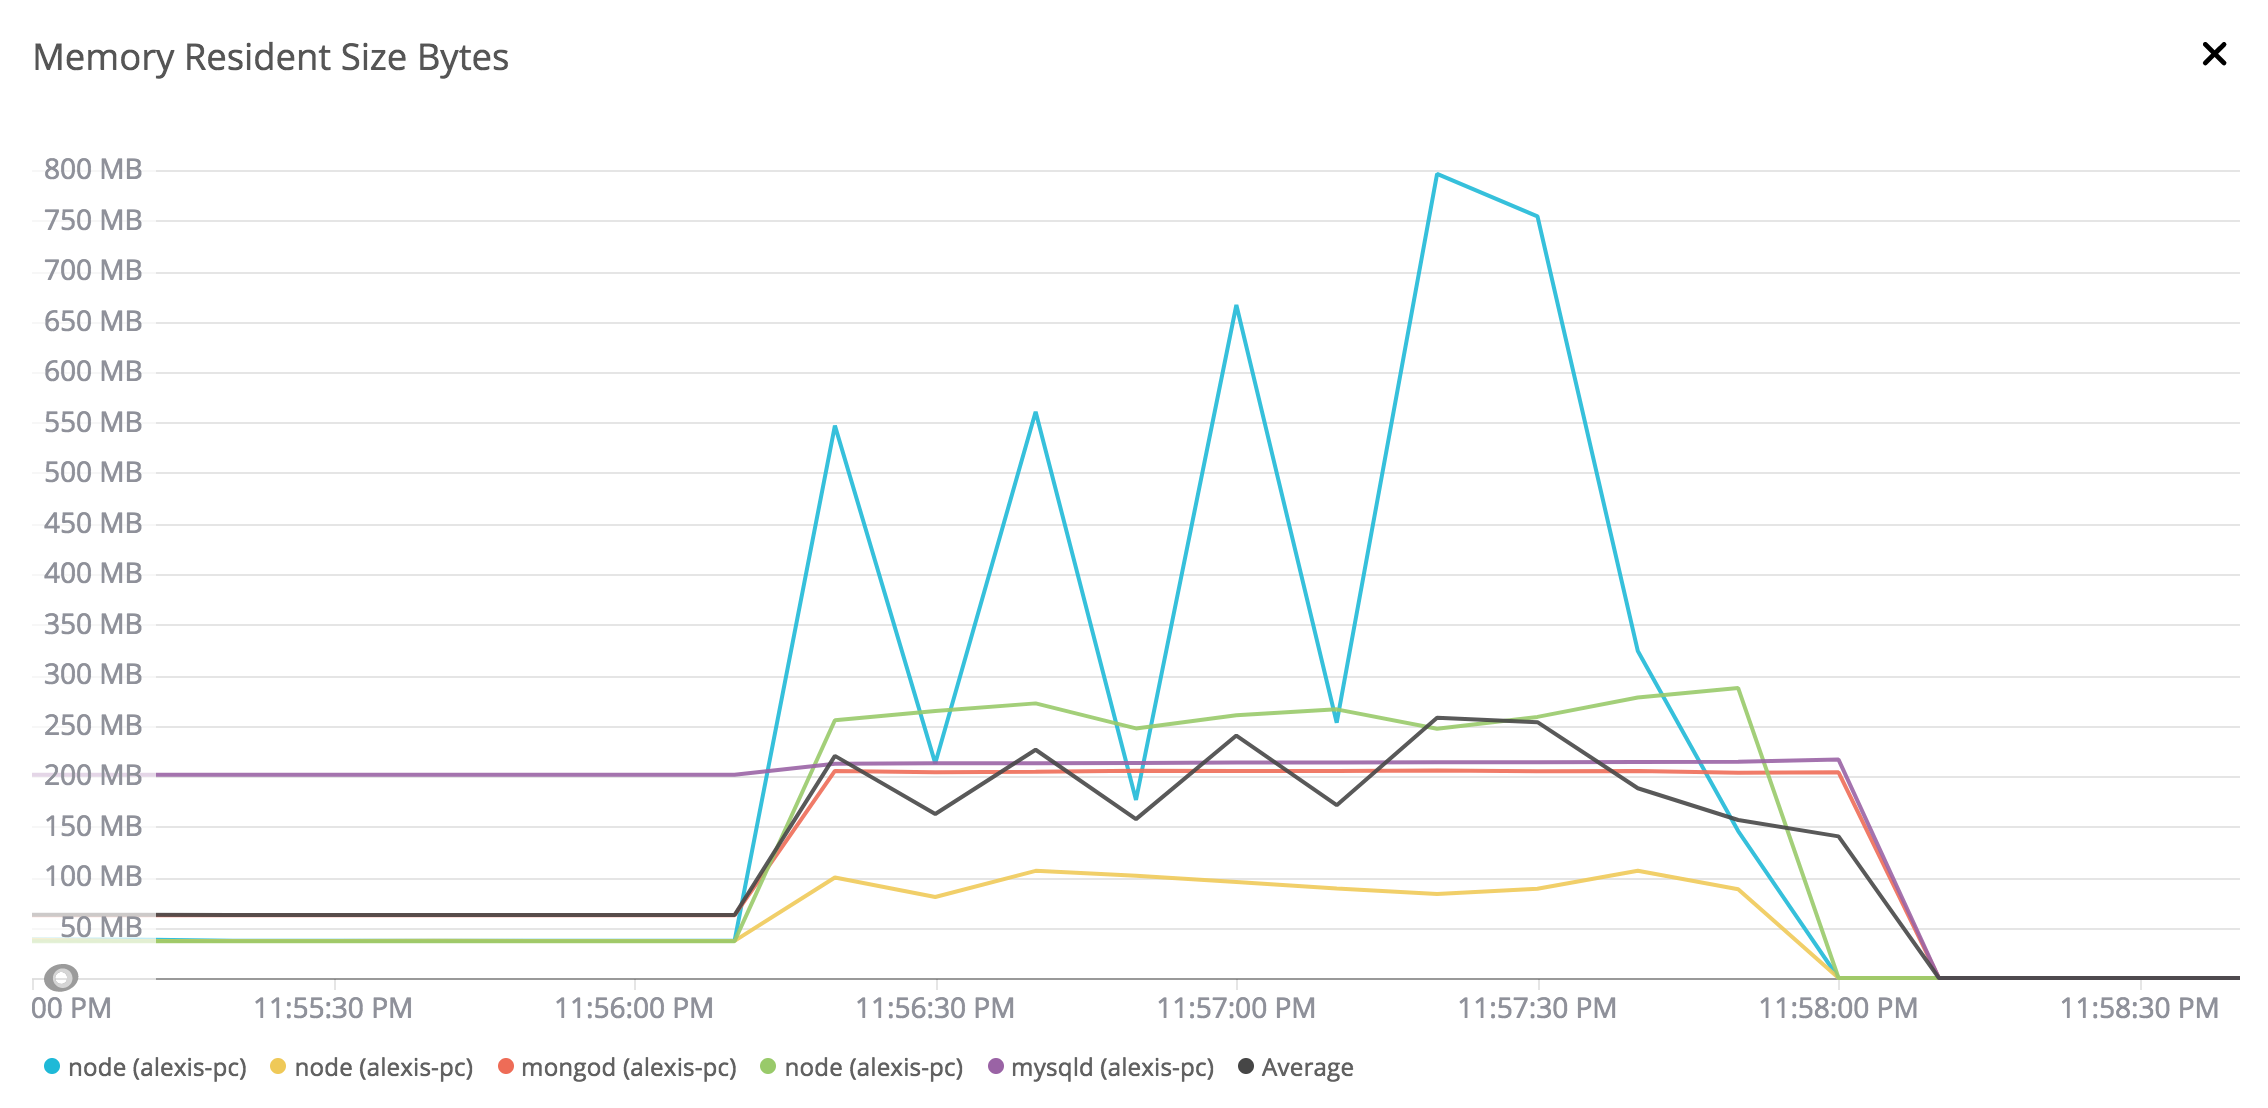 Memory Resident Size Bytes
800 MB
750 MB
700 MB
650 MB
600 MB
550 MB
500 MB
450 MB
400 MB
350 MB
300 MB
250 MB
200 MB
150 MB
100 MB
50 MB
00 PM 11:55:30 PM 11:56:00 PM 11:56:30 PM 11:57:00 PM 11:57:30 PM 11:58:00 PM 11:58:30 PM
node (alexis-pc) node (alexis-pc) mongod (alexis-pc) node (alexis-pc) mysqld (alexis-pc) Average